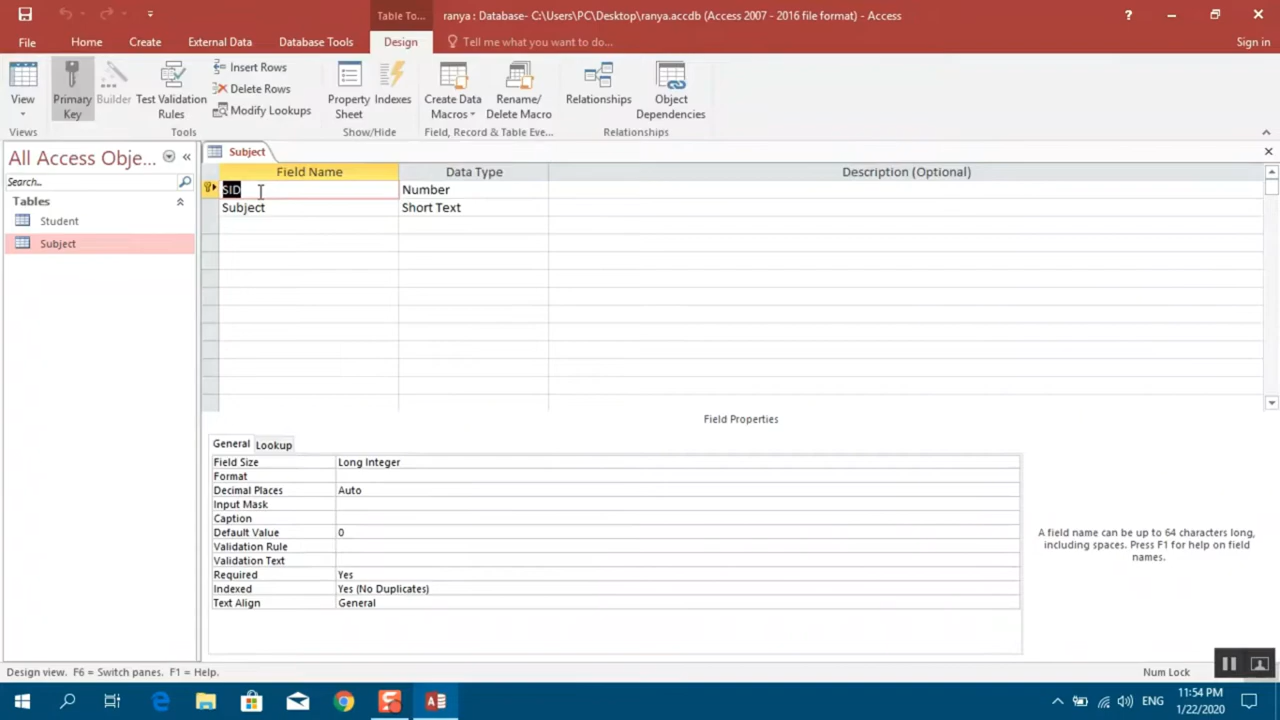 Table To...
ranya : Database- C:\Users\PC\Desktop\ranya.accdb (Access 2007 - 2016 file format) - Access
?
File
Home
Create
External Data
Database Tools
Design
Tell me what you want to do...
Sign in
View
Primary Key
Builder
Test Validation Rules
Insert Rows
Delete Rows
Modify Lookups
Property Sheet
Indexes
Create Data Macros
Rename/ Delete Macro
Relationships
Object Dependencies
Views
Tools
Show/Hide
Field, Record & Table Eve...
Relationships
All Access Obje...
Search...
Tables
Student
Subject
Subject
Field Name
Data Type
Description (Optional)
SID
Number
Subject
Short Text
Field Properties
General
Lookup
Field Size
Long Integer
Format
Decimal Places
Auto
Input Mask
Caption
Default Value
0
Validation Rule
Validation Text
Required
Yes
Indexed
Yes (No Duplicates)
Text Align
General
A field name can be up to 64 characters long,
including spaces. Press F1 for help on field
names.
Design view. F6 = Switch panes. F1 = Help.
Num Lock
ENG
11:54 PM
1/22/2020